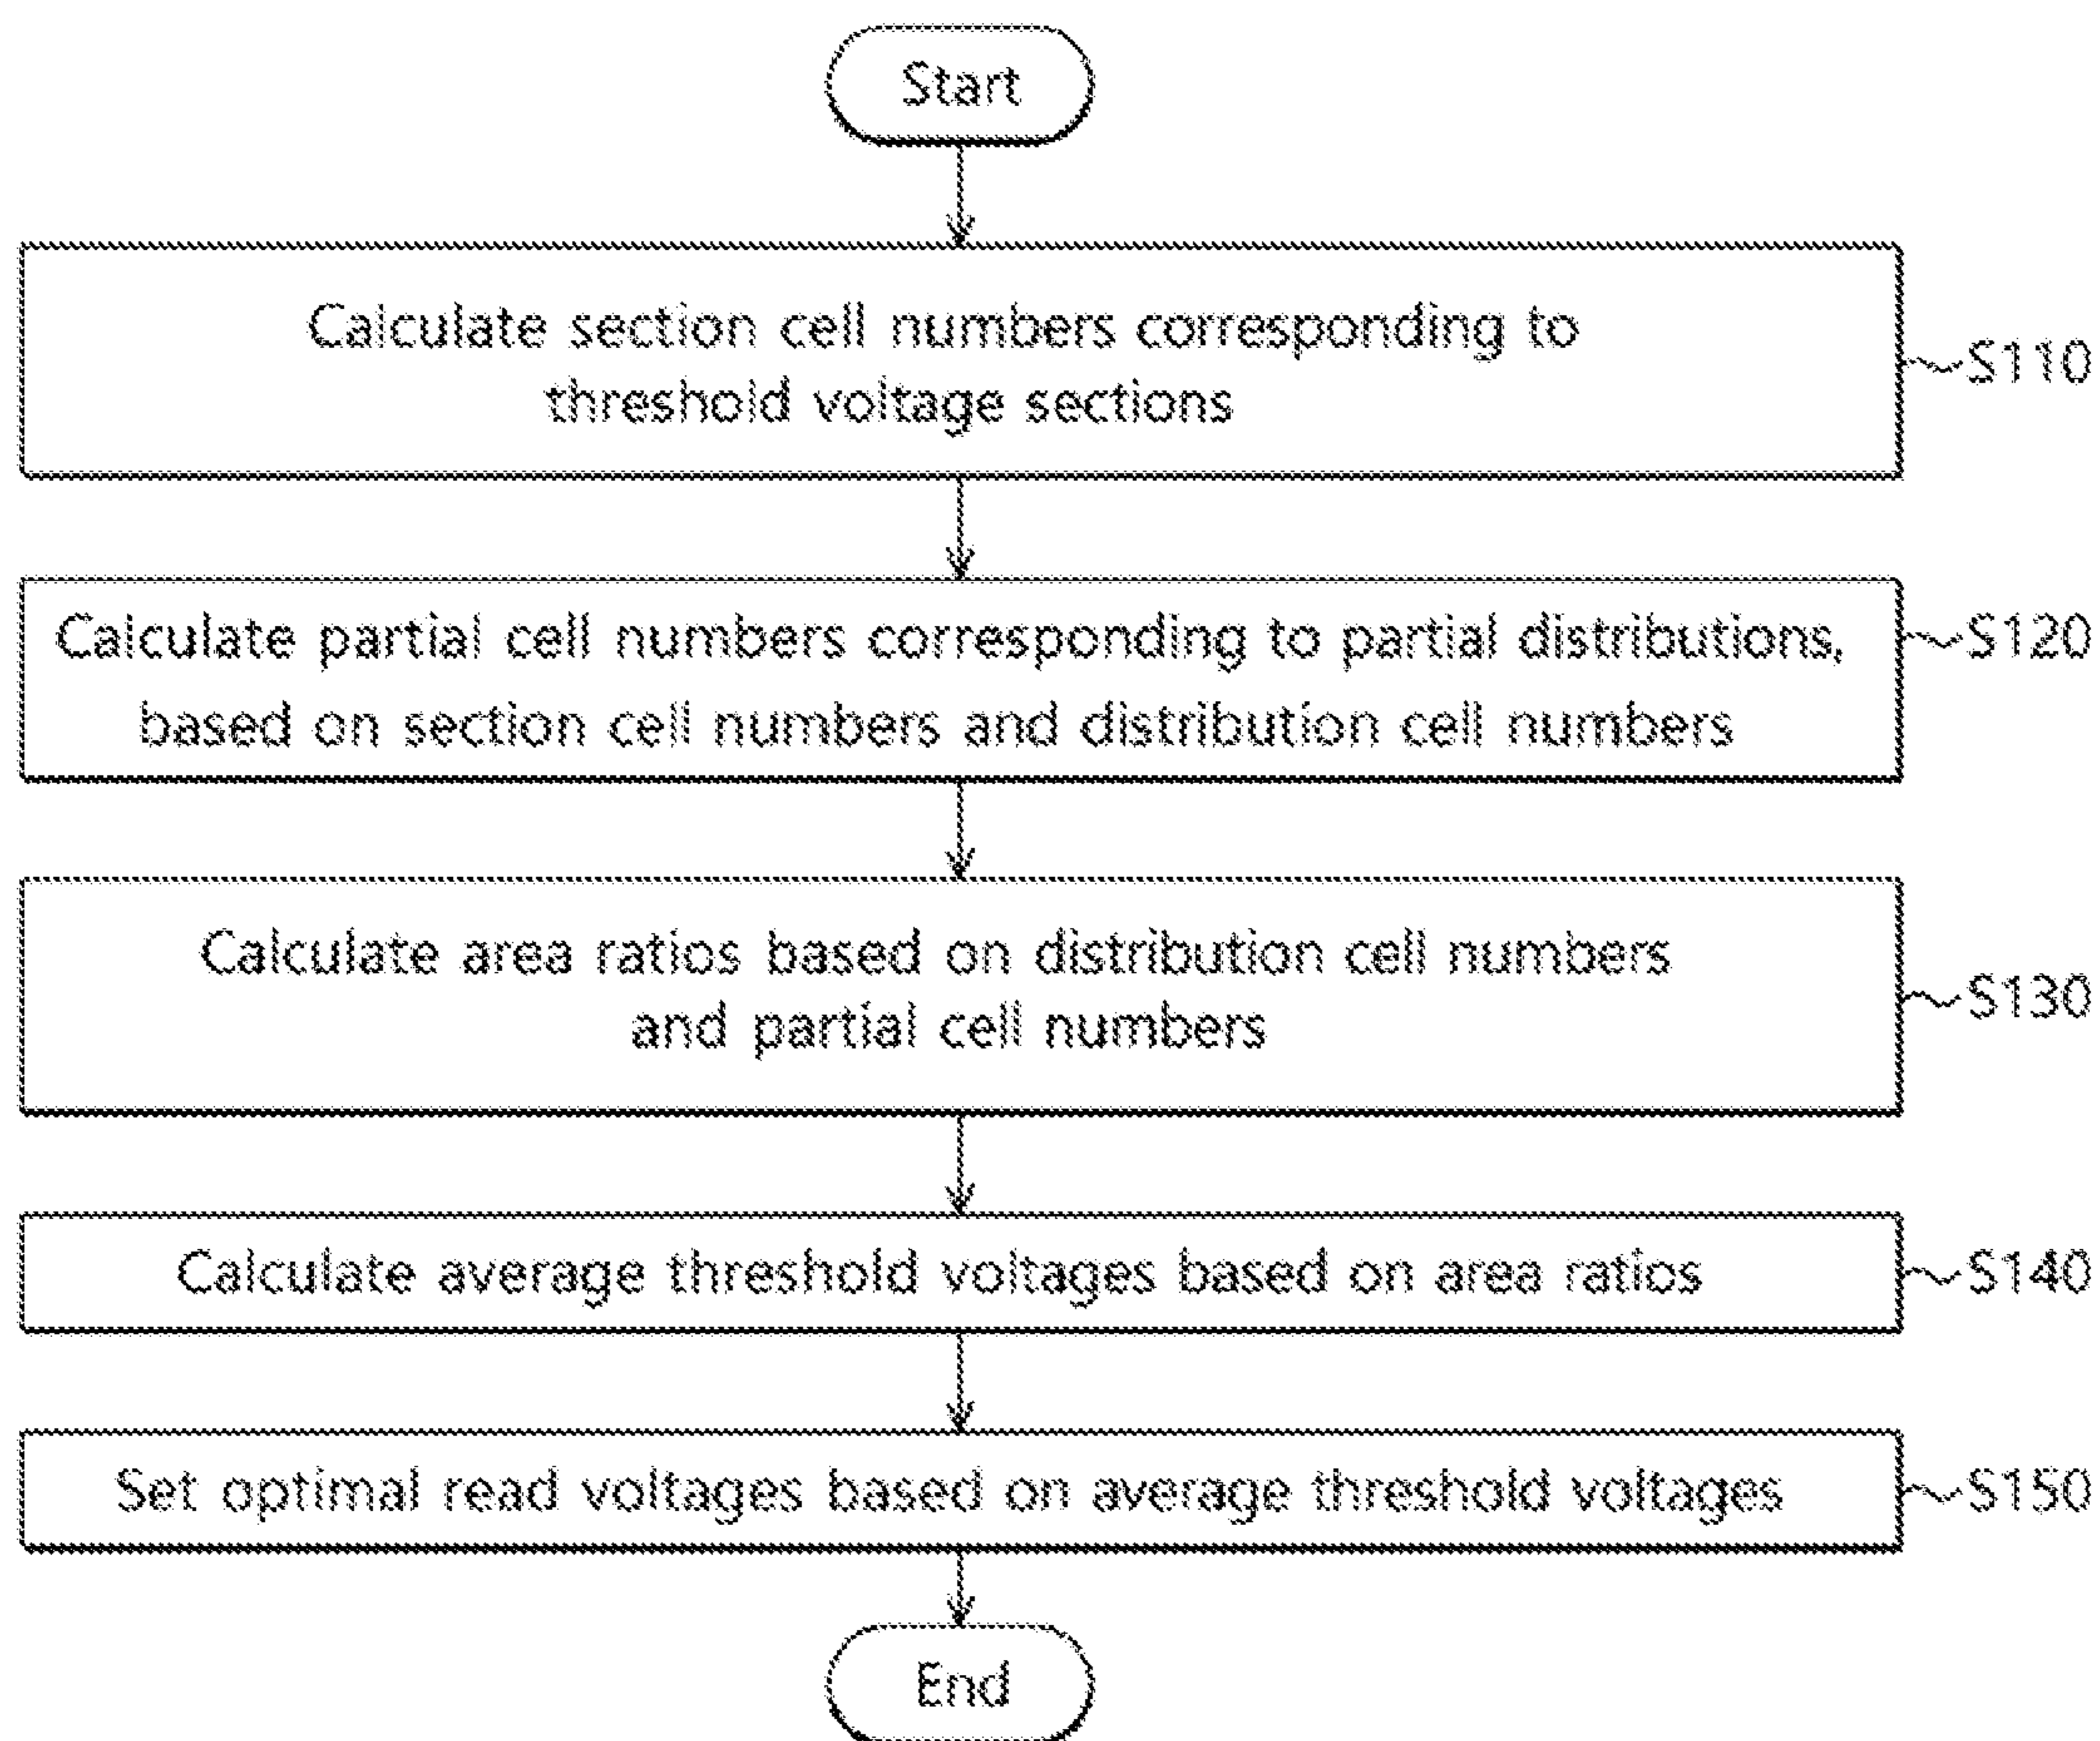 Start
Calculate section cell numbers corresponding to
threshold voltage sections
S110
Calculate partial cell numbers corresponding to partial distributions,
based on section cell numbers and distribution cell numbers
S120
Calculate area ratios based on distribution cell numbers
and partial cell numbers
S130
Calculate average threshold voltages based on area ratios
S140
Set optimal read voltages based on average threshold voltages
S150
End